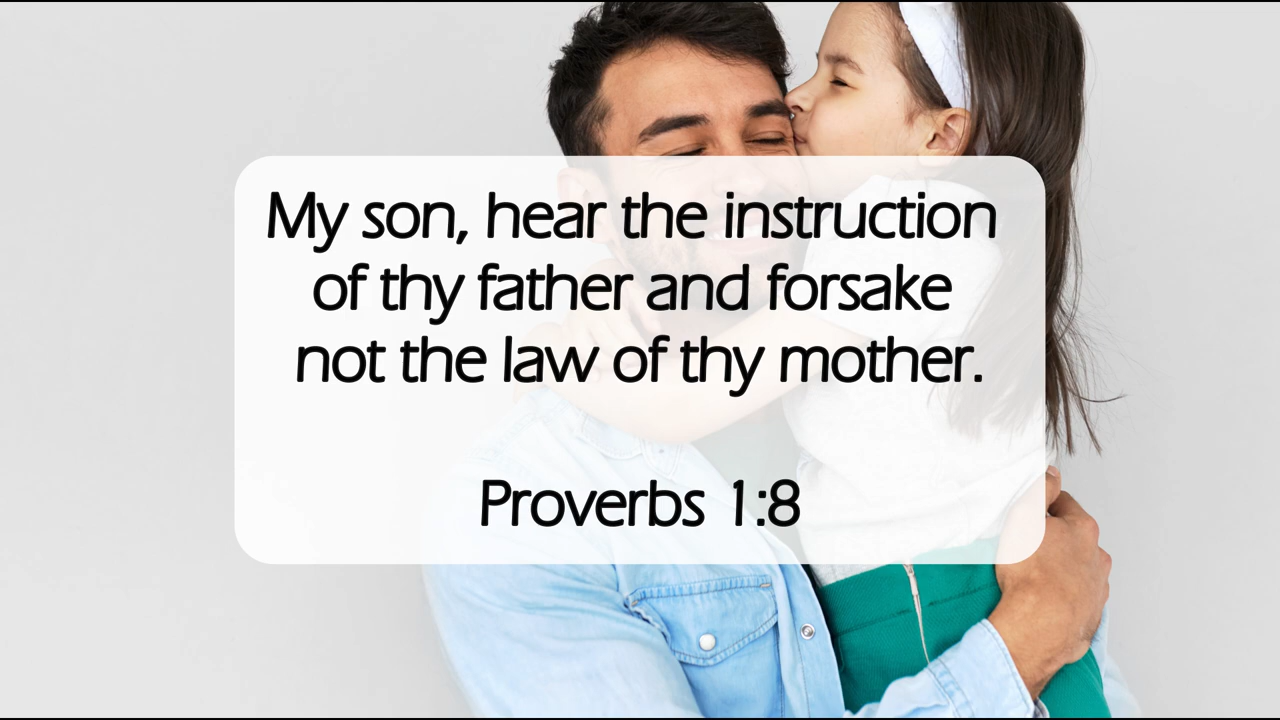 My son, hear the instruction
of thy father and forsake
not the law of thy mother.
Proverbs 1:8